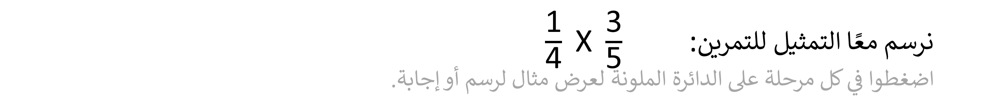 نرسم معًا التمثيل للتمرين: 1/4 X 3/5
اضغطوا في كل مرحلة على الدائرة الملونة لعرض مثال لرسم أو إجابة.